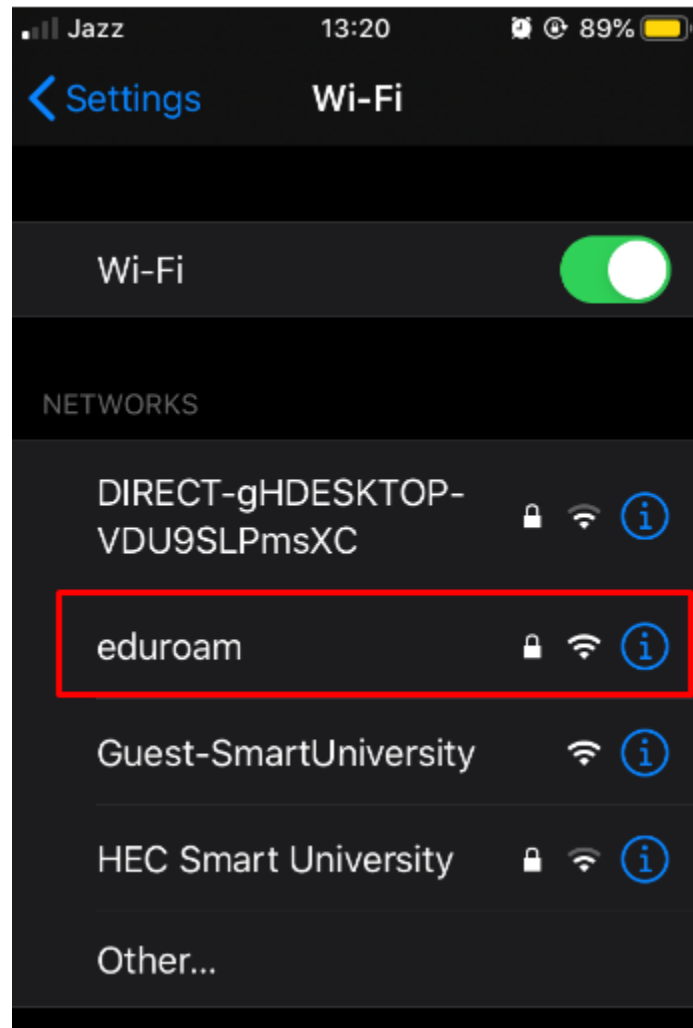 Jazz 13:20 89%
Settings Wi-Fi
Wi-Fi
NETWORKS
DIRECT-gHDESKTOP-
VDU9SLPmsXC
eduroam
Guest-SmartUniversity
HEC Smart University
Other...